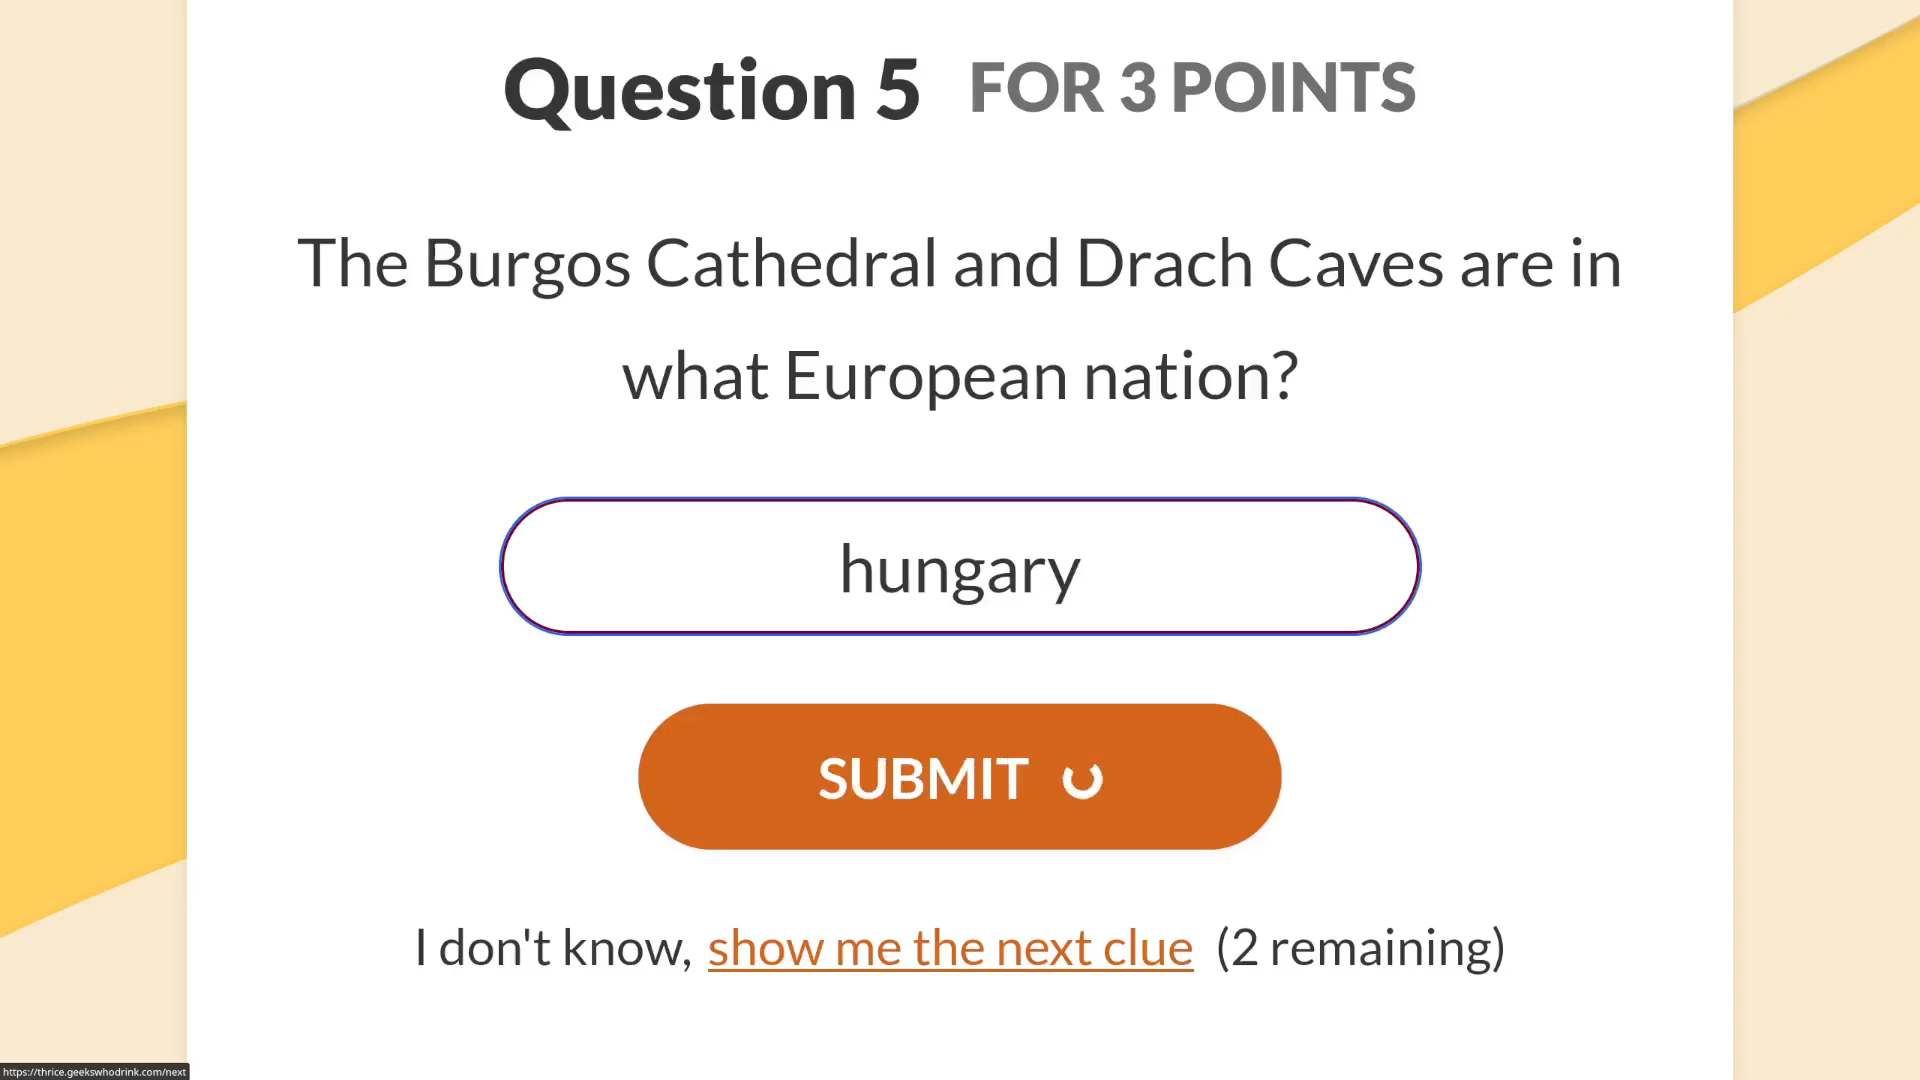 Question 5 FOR 3 POINTS
The Burgos Cathedral and Drach Caves are in
what European nation?
hungary
SUBMIT
I don't know, show me the next clue (2 remaining)
https://thrice.geekswhodrink.com/next